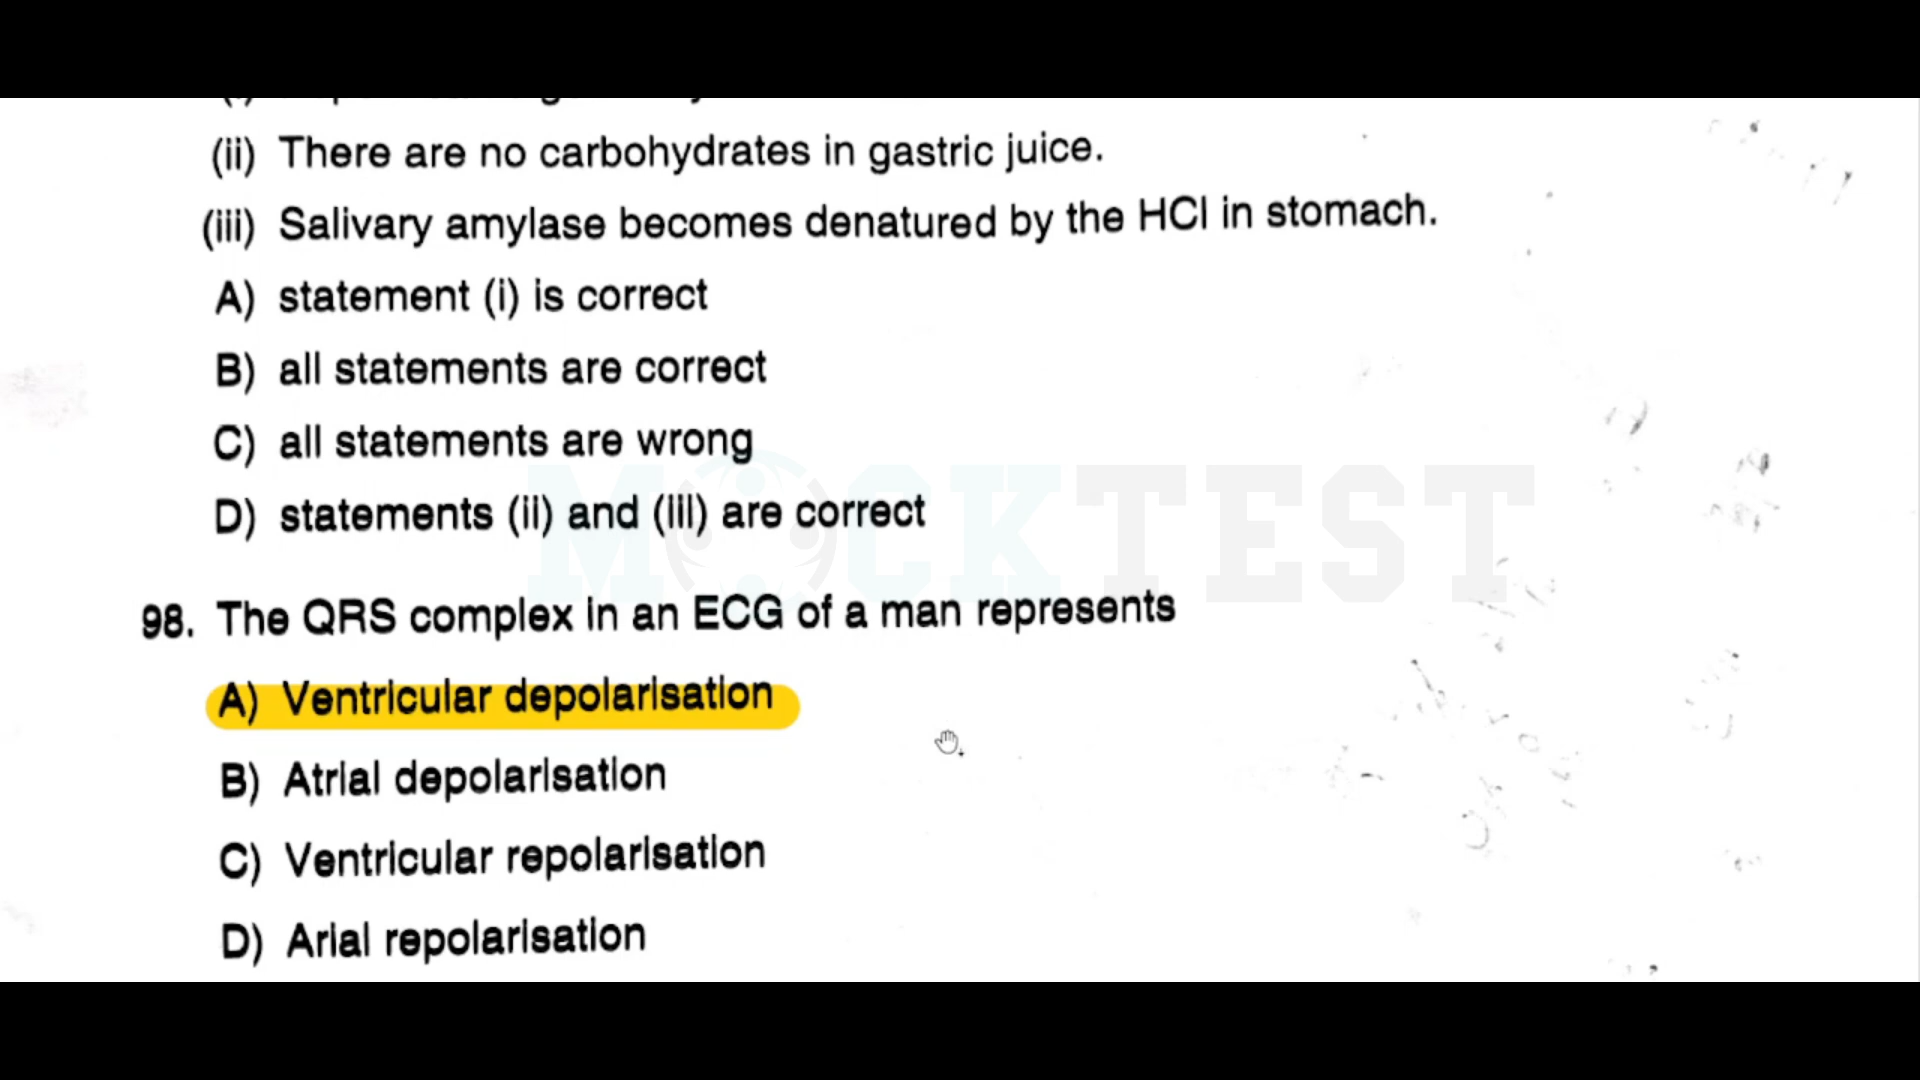 (ii) There are no carbohydrates in gastric juice.
(iii) Salivary amylase becomes denatured by the HCl in stomach.
A) statement (i) is correct
B) all statements are correct
C) all statements are wrong
D) statements (ii) and (iii) are correct
MOCKTEST
98. The QRS complex in an ECG of a man represents
A) Ventricular depolarisation
B) Atrial depolarisation
C) Ventricular repolarisation
D) Arial repolarisation